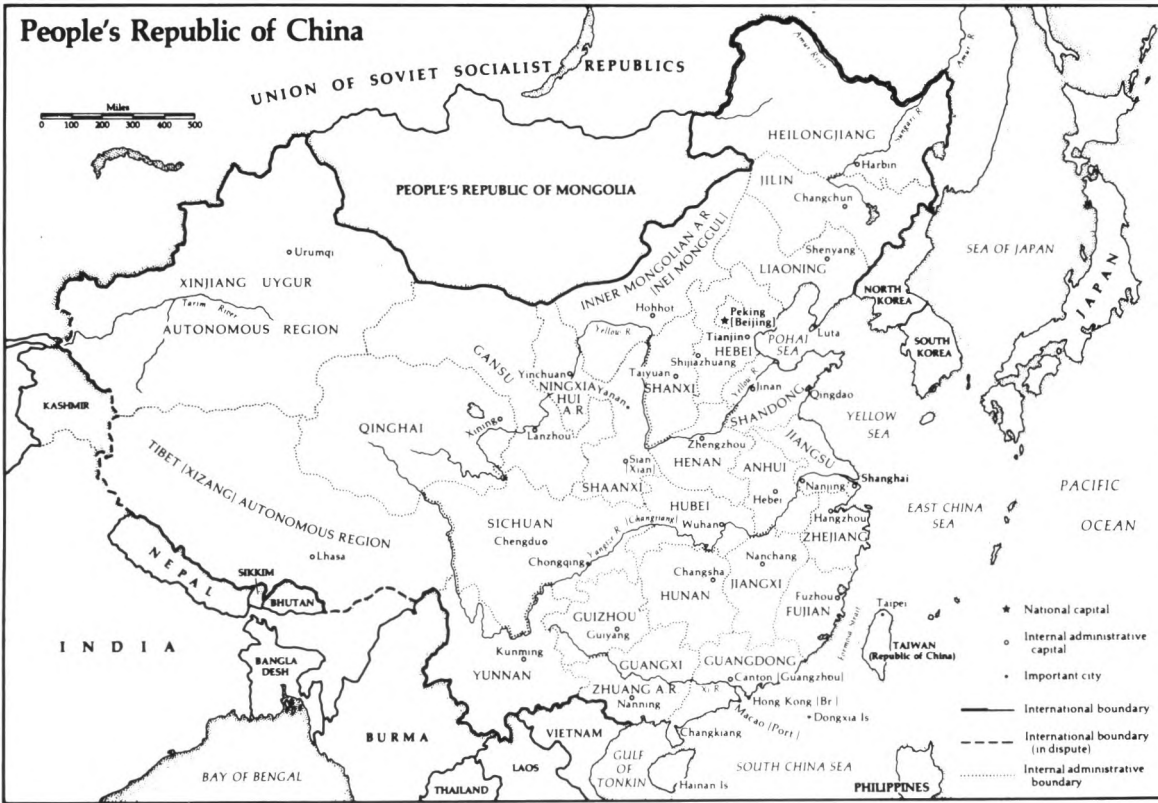 People's Republic of China
UNION OF SOVIET SOCIALIST REPUBLICS
Miles
0 100 200 300 400 500
Amur River
Amur R.
Sungari R.
HEILONGJIANG
Harbin
JILIN
Changchun
PEOPLE'S REPUBLIC OF MONGOLIA
INNER MONGOLIAN A R
[NEI MONGGUL]
Shenyang
LIAONING
SEA OF JAPAN
JAPAN
Urumqi
XINJIANG UYGUR
Tarim
River
AUTONOMOUS REGION
Hohhot
Peking
[Beijing]
Tianjin
HEBEI
POHAI
SEA
Luta
NORTH
KOREA
SOUTH
KOREA
Yellow R.
GANSU
Yinchuan
NINGXIA
HUI
A R
Yanan
Taiyuan
SHANXI
Shijiazhuang
Yellow R.
Jinan
SHANDONG
Qingdao
YELLOW
SEA
KASHMIR
QINGHAI
Xining
Lanzhou
Zhengzhou
HENAN
JIANGSU
ANHUI
Sian
[Xian]
SHAANXI
TIBET [XIZANG] AUTONOMOUS REGION
Lhasa
SICHUAN
Chengdu
HUBEI
Wuhan
Hebei
Nanjing
Shanghai
Hangzhou
ZHEJIANG
EAST CHINA
SEA
PACIFIC
OCEAN
Yangtze R. [Changjiang]
Chongqing
NEPAL
SIKKIM
BHUTAN
Changsha
HUNAN
Nanchang
JIANGXI
Fuzhou
FUJIAN
GUIZHOU
Guiyang
Taipei
Formosa Strait
TAIWAN
(Republic of China)
INDIA
BANGLA
DESH
Kunming
YUNNAN
GUANGXI
ZHUANG A R
Nanning
GUANGDONG
Canton [Guangzhou]
Xi R.
Hong Kong [Br]
Macao [Port]
Dongxia Is
Changkiang
BURMA
VIETNAM
LAOS
THAILAND
GULF
OF
TONKIN
Hainan Is
SOUTH CHINA SEA
PHILIPPINES
BAY OF BENGAL
National capital
Internal administrative
capital
Important city
International boundary
International boundary
(in dispute)
Internal administrative
boundary